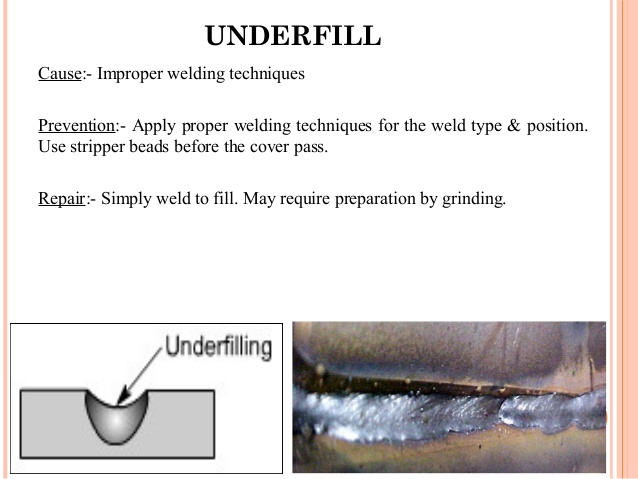 UNDERFILL
Cause:- Improper welding techniques
Prevention:- Apply proper welding techniques for the weld type & position.
Use stripper beads before the cover pass.
Repair:- Simply weld to fill. May require preparation by grinding.
Underfilling